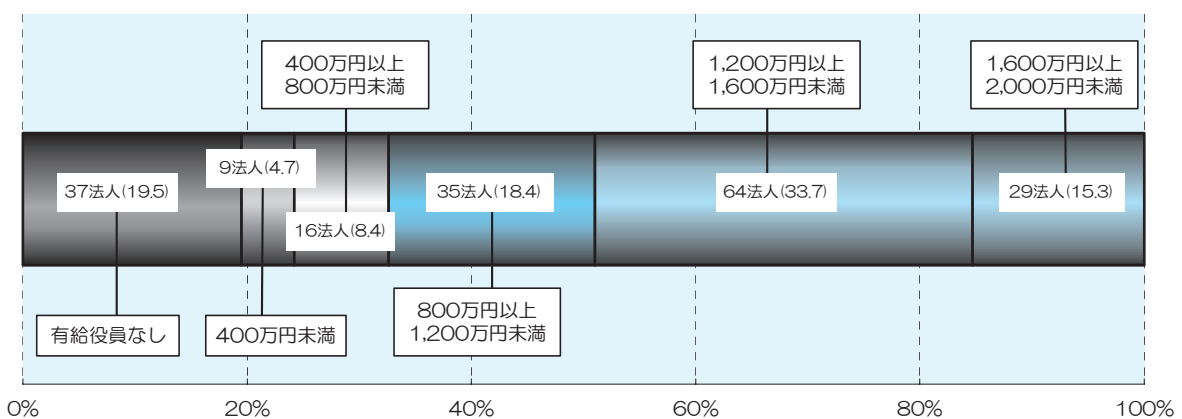 400万円以上
800万円未満
1,200万円以上
1,600万円未満
1,600万円以上
2,000万円未満
9法人(4.7)
37法人(19.5)
35法人(18.4)
64法人(33.7)
29法人(15.3)
16法人(8.4)
有給役員なし
400万円未満
800万円以上
1,200万円未満
0%
20%
40%
60%
80%
100%